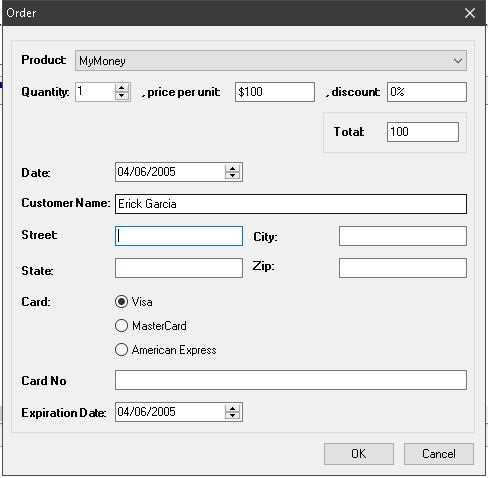 Order
Product: MyMoney
Quantity: 1 , price per unit: $100 , discount: 0%
Total: 100
Date: 04/06/2005
Customer Name: Erick Garcia
Street: City:
State: Zip:
Card: Visa
MasterCard
American Express
Card No
Expiration Date: 04/06/2005
OK Cancel